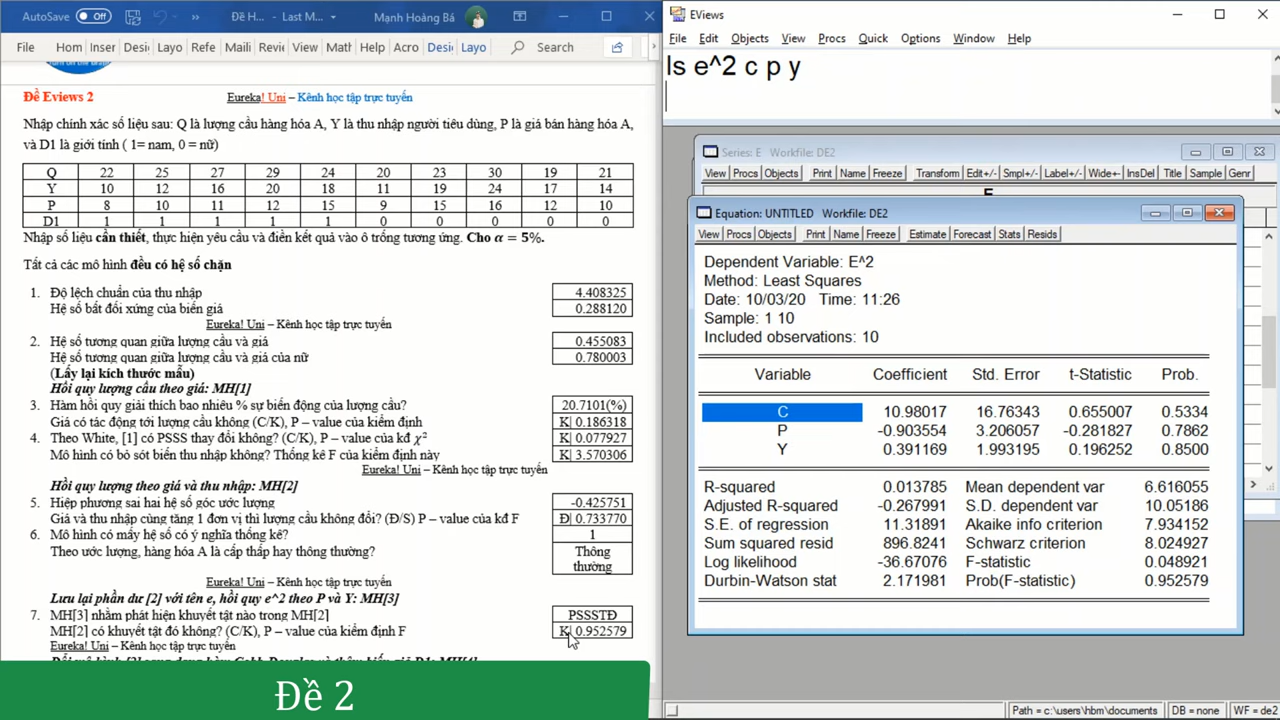 AutoSave Off Đề H... - Last M... Mạnh Hoàng Bá
File Hom Inser Desi Layo Refe Maili Revi View Math Help Acro Desi Layo Search
Đề Eviews 2 Eureka! Uni – Kênh học tập trực tuyến
Nhập chính xác số liệu sau: Q là lượng cầu hàng hóa A, Y là thu nhập người tiêu dùng, P là giá bán hàng hóa A,
và D1 là giới tính ( 1= nam, 0 = nữ)
Q 22 25 27 29 24 20 23 30 19 21
Y 10 12 16 20 18 11 19 24 17 14
P 8 10 11 12 15 9 15 16 12 10
D1 1 1 1 1 1 0 0 0 0 0
Nhập số liệu cần thiết, thực hiện yêu cầu và điền kết quả vào ô trống tương ứng. Cho α = 5%.
Tất cả các mô hình đều có hệ số chặn
1. Độ lệch chuẩn của thu nhập 4.408325
Hệ số bất đối xứng của biến giá 0.288120
Eureka! Uni – Kênh học tập trực tuyến
2. Hệ số tương quan giữa lượng cầu và giá 0.455083
Hệ số tương quan giữa lượng cầu và giá của nữ 0.780003
(Lấy lại kích thước mẫu)
Hồi quy lượng cầu theo giá: MH[1]
3. Hàm hồi quy giải thích bao nhiêu % sự biến động của lượng cầu? 20.7101(%)
Giá có tác động tới lượng cầu không (C/K), P – value của kiểm định K| 0.186318
4. Theo White, [1] có PSSS thay đổi không? (C/K), P – value của kđ χ² K| 0.077927
Mô hình có bỏ sót biến thu nhập không? Thống kê F của kiểm định này K| 3.570306
Eureka! Uni – Kênh học tập trực tuyến
Hồi quy lượng cầu theo giá và thu nhập: MH[2]
5. Hiệp phương sai hai hệ số góc ước lượng -0.425751
Giá và thu nhập cùng tăng 1 đơn vị thì lượng cầu không đổi? (Đ/S) P – value của kđ F Đ| 0.733770
6. Mô hình có mấy hệ số có ý nghĩa thống kê? 1
Theo ước lượng, hàng hóa A là cấp thấp hay thông thường? Thông
thường
Eureka! Uni – Kênh học tập trực tuyến
Lưu lại phần dư [2] với tên e, hồi quy e^2 theo P và Y: MH[3]
7. MH[3] nhằm phát hiện khuyết tật nào trong MH[2] PSSSTĐ
MH[2] có khuyết tật đó không? (C/K), P – value của kiểm định F K| 0.952579
Eureka! Uni – Kênh học tập trực tuyến
Đề 2
EViews
File Edit Objects View Procs Quick Options Window Help
ls e^2 c p y
Series: E Workfile: DE2
View Procs Objects Print Name Freeze Transform Edit+/- Smpl+/- Label+/- Wide+- InsDel Title Sample Genr
E
Equation: UNTITLED Workfile: DE2
View Procs Objects Print Name Freeze Estimate Forecast Stats Resids
Dependent Variable: E^2
Method: Least Squares
Date: 10/03/20 Time: 11:26
Sample: 1 10
Included observations: 10
Variable Coefficient Std. Error t-Statistic Prob.
C 10.98017 16.76343 0.655007 0.5334
P -0.903554 3.206057 -0.281827 0.7862
Y 0.391169 1.993195 0.196252 0.8500
R-squared 0.013785 Mean dependent var 6.616055
Adjusted R-squared -0.267991 S.D. dependent var 10.05186
S.E. of regression 11.31891 Akaike info criterion 7.934152
Sum squared resid 896.8241 Schwarz criterion 8.024927
Log likelihood -36.67076 F-statistic 0.048921
Durbin-Watson stat 2.171981 Prob(F-statistic) 0.952579
Path = c:\users\hbm\documents DB = none WF = de2